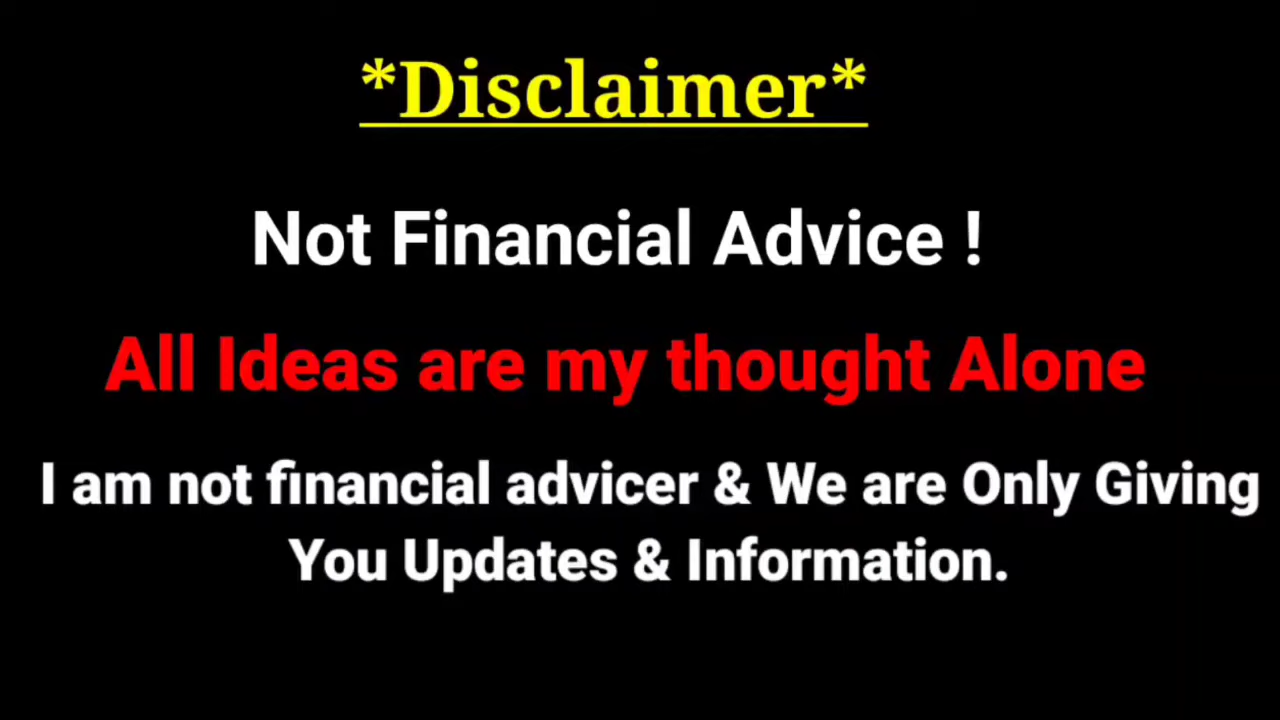 *Disclaimer*
Not Financial Advice !
All Ideas are my thought Alone
I am not financial advicer & We are Only Giving
You Updates & Information.